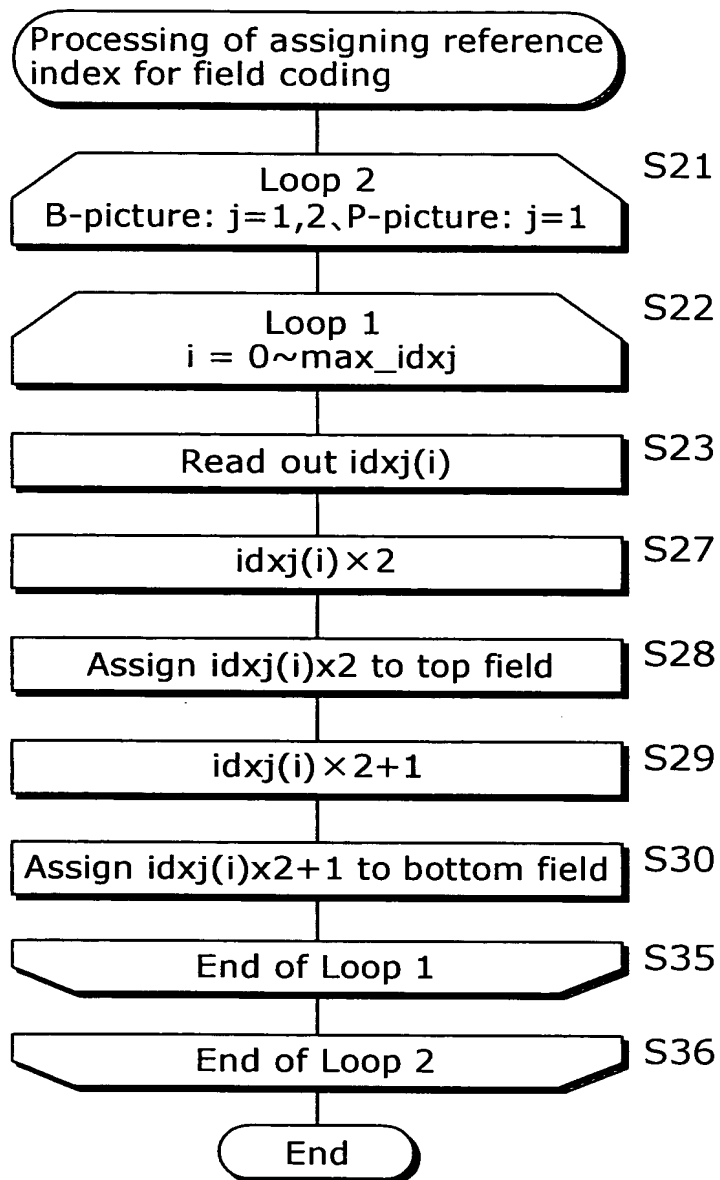 Processing of assigning reference
index for field coding
S21
Loop 2
B-picture: j=1,2、P-picture: j=1
S22
Loop 1
i = 0~max_idxj
S23
Read out idxj(i)
S27
idxj(i)×2
S28
Assign idxj(i)x2 to top field
S29
idxj(i)×2+1
S30
Assign idxj(i)x2+1 to bottom field
S35
End of Loop 1
S36
End of Loop 2
End